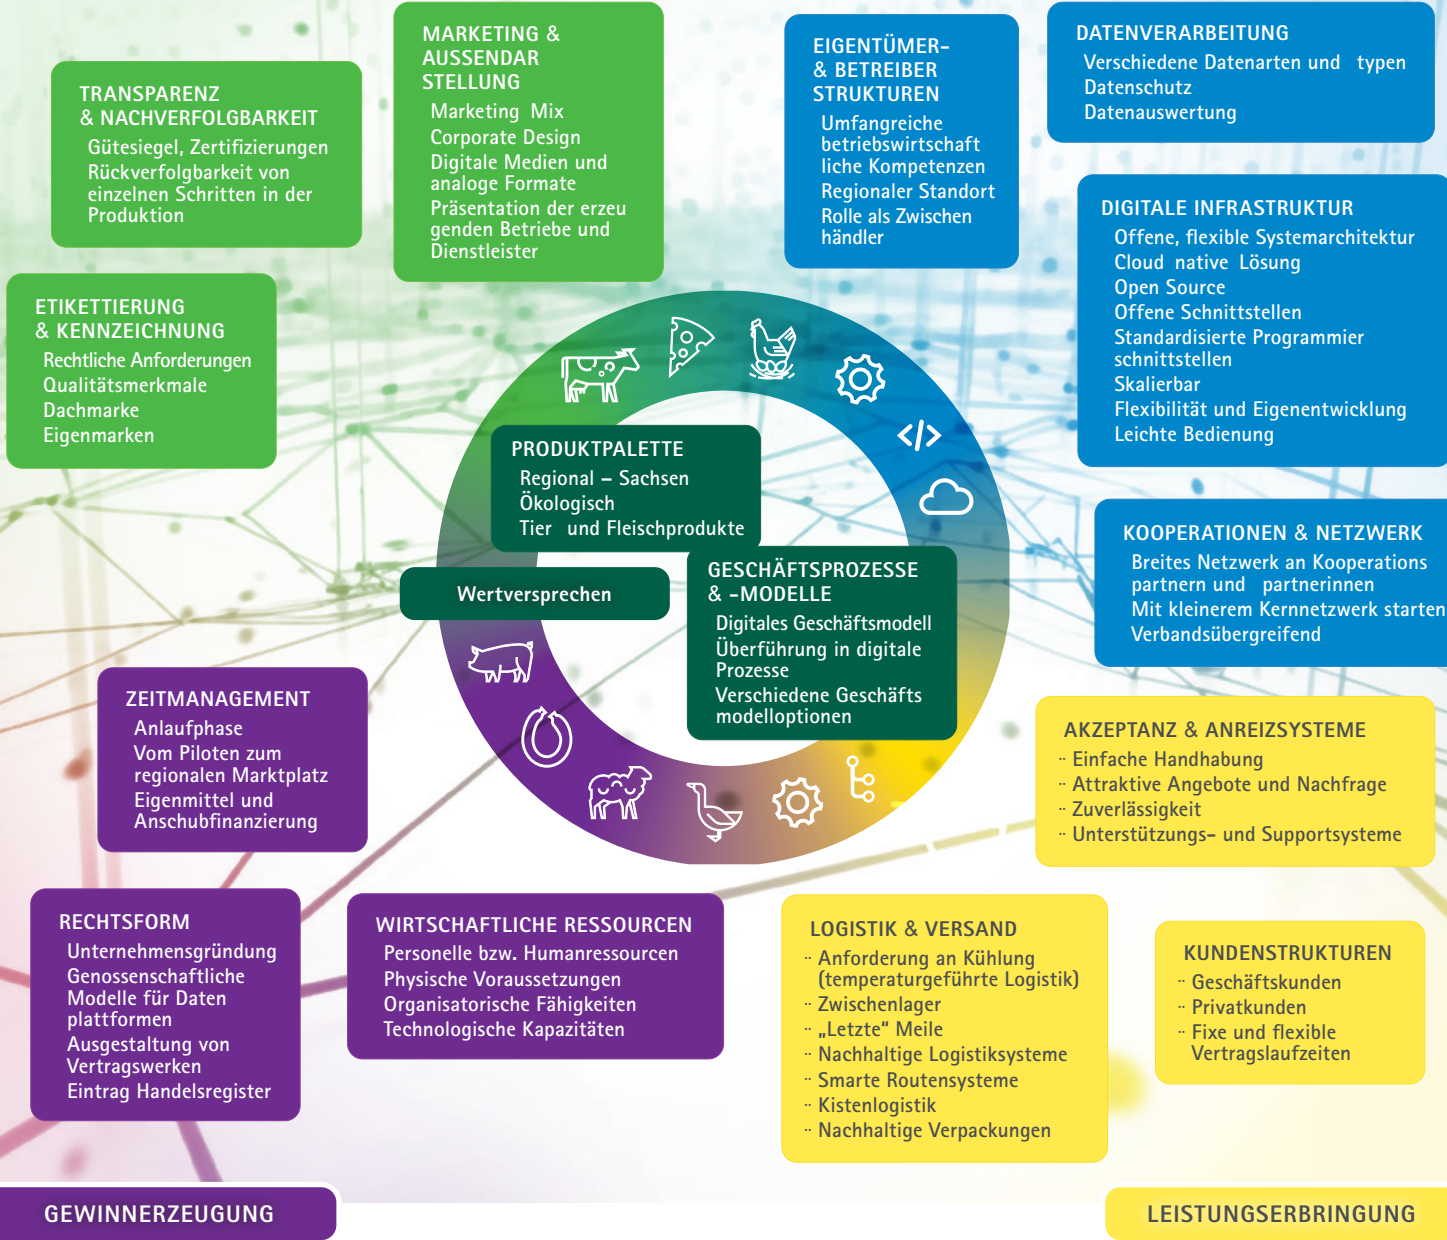 MARKETING &
AUSSENDAR
STELLUNG
Marketing Mix
Corporate Design
Digitale Medien und
analoge Formate
Präsentation der erzeu
genden Betriebe und
Dienstleister
EIGENTÜMER-
& BETREIBER
STRUKTUREN
Umfangreiche
betriebswirtschaft
liche Kompetenzen
Regionaler Standort
Rolle als Zwischen
händler
DATENVERARBEITUNG
Verschiedene Datenarten und typen
Datenschutz
Datenauswertung
TRANSPARENZ
& NACHVERFOLGBARKEIT
Gütesiegel, Zertifizierungen
Rückverfolgbarkeit von
einzelnen Schritten in der
Produktion
DIGITALE INFRASTRUKTUR
Offene, flexible Systemarchitektur
Cloud native Lösung
Open Source
Offene Schnittstellen
Standardisierte Programmier
schnittstellen
Skalierbar
Flexibilität und Eigenentwicklung
Leichte Bedienung
ETIKETTIERUNG
& KENNZEICHNUNG
Rechtliche Anforderungen
Qualitätsmerkmale
Dachmarke
Eigenmarken
</>
PRODUKTPALETTE
Regional – Sachsen
Ökologisch
Tier und Fleischprodukte
KOOPERATIONEN & NETZWERK
Breites Netzwerk an Kooperations
partnern und partnerinnen
Mit kleinerem Kernnetzwerk starten
Verbandsübergreifend
Wertversprechen
GESCHÄFTSPROZESSE
& -MODELLE
Digitales Geschäftsmodell
Überführung in digitale
Prozesse
Verschiedene Geschäfts
modelloptionen
ZEITMANAGEMENT
Anlaufphase
Vom Piloten zum
regionalen Marktplatz
Eigenmittel und
Anschubfinanzierung
AKZEPTANZ & ANREIZSYSTEME
·· Einfache Handhabung
·· Attraktive Angebote und Nachfrage
·· Zuverlässigkeit
·· Unterstützungs- und Supportsysteme
RECHTSFORM
Unternehmensgründung
Genossenschaftliche
Modelle für Daten
plattformen
Ausgestaltung von
Vertragswerken
Eintrag Handelsregister
WIRTSCHAFTLICHE RESSOURCEN
Personelle bzw. Humanressourcen
Physische Voraussetzungen
Organisatorische Fähigkeiten
Technologische Kapazitäten
LOGISTIK & VERSAND
·· Anforderung an Kühlung
(temperaturgeführte Logistik)
·· Zwischenlager
·· „Letzte“ Meile
·· Nachhaltige Logistiksysteme
·· Smarte Routensysteme
·· Kistenlogistik
·· Nachhaltige Verpackungen
KUNDENSTRUKTUREN
·· Geschäftskunden
·· Privatkunden
·· Fixe und flexible
Vertragslaufzeiten
GEWINNERZEUGUNG
LEISTUNGSERBRINGUNG